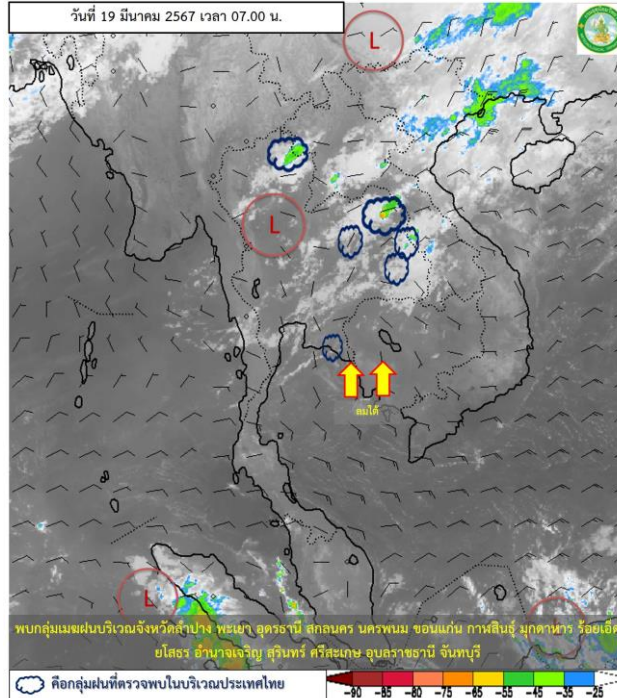 วันที่ 19 มีนาคม 2567 เวลา 07.00 น.
L
L
ลมใต้
L
L
พบกลุ่มเมฆฝนบริเวณจังหวัดลำปาง พะเยา อุดรธานี สกลนคร นครพนม ขอนแก่น กาฬสินธุ์ มุกดาหาร ร้อยเอ็ด
ยโสธร อำนาจเจริญ สุรินทร์ ศรีสะเกษ อุบลราชธานี จันทบุรี
คือกลุ่มฝนที่ตรวจพบในบริเวณประเทศไทย
-90 -85 -80 -75 -65 -55 -45 -35 -25